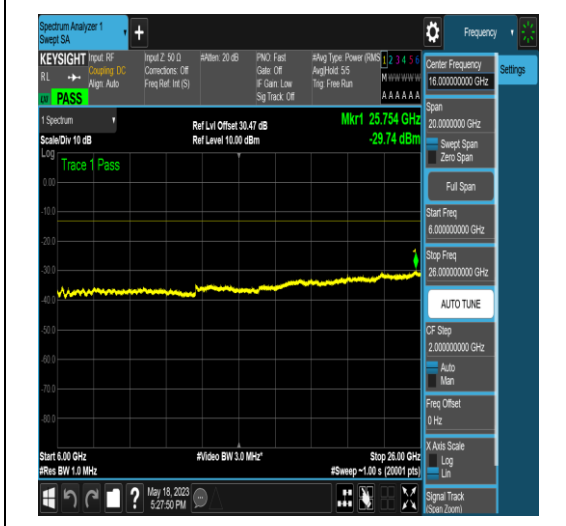 Spectrum Analyzer 1
Swept SA
+
Frequency
KEYSIGHT
RL
PASS
Input: RF
Coupling: DC
Align: Auto
Input Z: 50 Ω
Corrections: Off
Freq Ref: Int (S)
#Atten: 20 dB
PNO: Fast
Gate: Off
IF Gain: Low
Sig Track: Off
#Avg Type: Power (RMS
Avg|Hold: 5/5
Trig: Free Run
1 2 3 4 5 6
M W W W W W
A A A A A A
1 Spectrum
Scale/Div 10 dB
Ref Lvl Offset 30.47 dB
Ref Level 10.00 dBm
Mkr1 25.754 GHz
-29.74 dBm
Log
Trace 1 Pass
0.00
-10.0
-20.0
-30.0
-40.0
-50.0
-60.0
-70.0
-80.0
1
Start 6.00 GHz
#Res BW 1.0 MHz
#Video BW 3.0 MHz*
Stop 26.00 GHz
#Sweep ~1.00 s (20001 pts)
?
May 18, 2023
5:27:50 PM
Center Frequency
16.000000000 GHz
Settings
Span
20.0000000 GHz
Swept Span
Zero Span
Full Span
Start Freq
6.000000000 GHz
Stop Freq
26.000000000 GHz
AUTO TUNE
CF Step
2.000000000 GHz
Auto
Man
Freq Offset
0 Hz
X Axis Scale
Log
Lin
Signal Track
(Span Zoom)